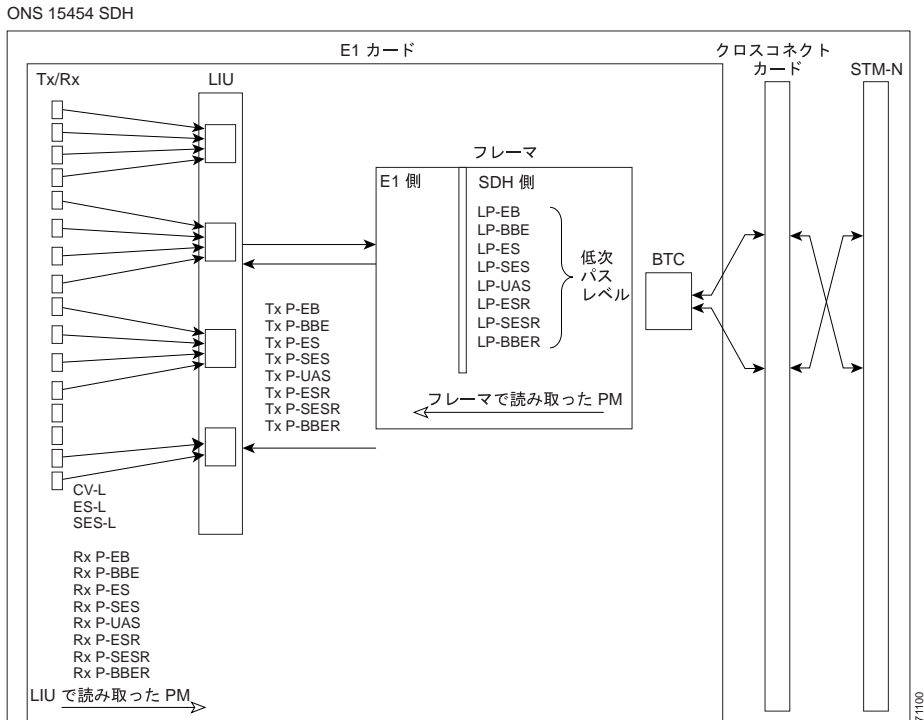 ONS 15454 SDH
E1 カード
クロスコネクト
カード
STM-N
Tx/Rx
LIU
フレーマ
E1 側
SDH 側
LP-EB
LP-BBE
LP-ES
LP-SES
LP-UAS
LP-ESR
LP-SESR
LP-BBER
低次
パス
レベル
BTC
Tx P-EB
Tx P-BBE
Tx P-ES
Tx P-SES
Tx P-UAS
Tx P-ESR
Tx P-SESR
Tx P-BBER
フレーマで読み取った PM
CV-L
ES-L
SES-L
Rx P-EB
Rx P-BBE
Rx P-ES
Rx P-SES
Rx P-UAS
Rx P-ESR
Rx P-SESR
Rx P-BBER
LIU で読み取った PM
71100